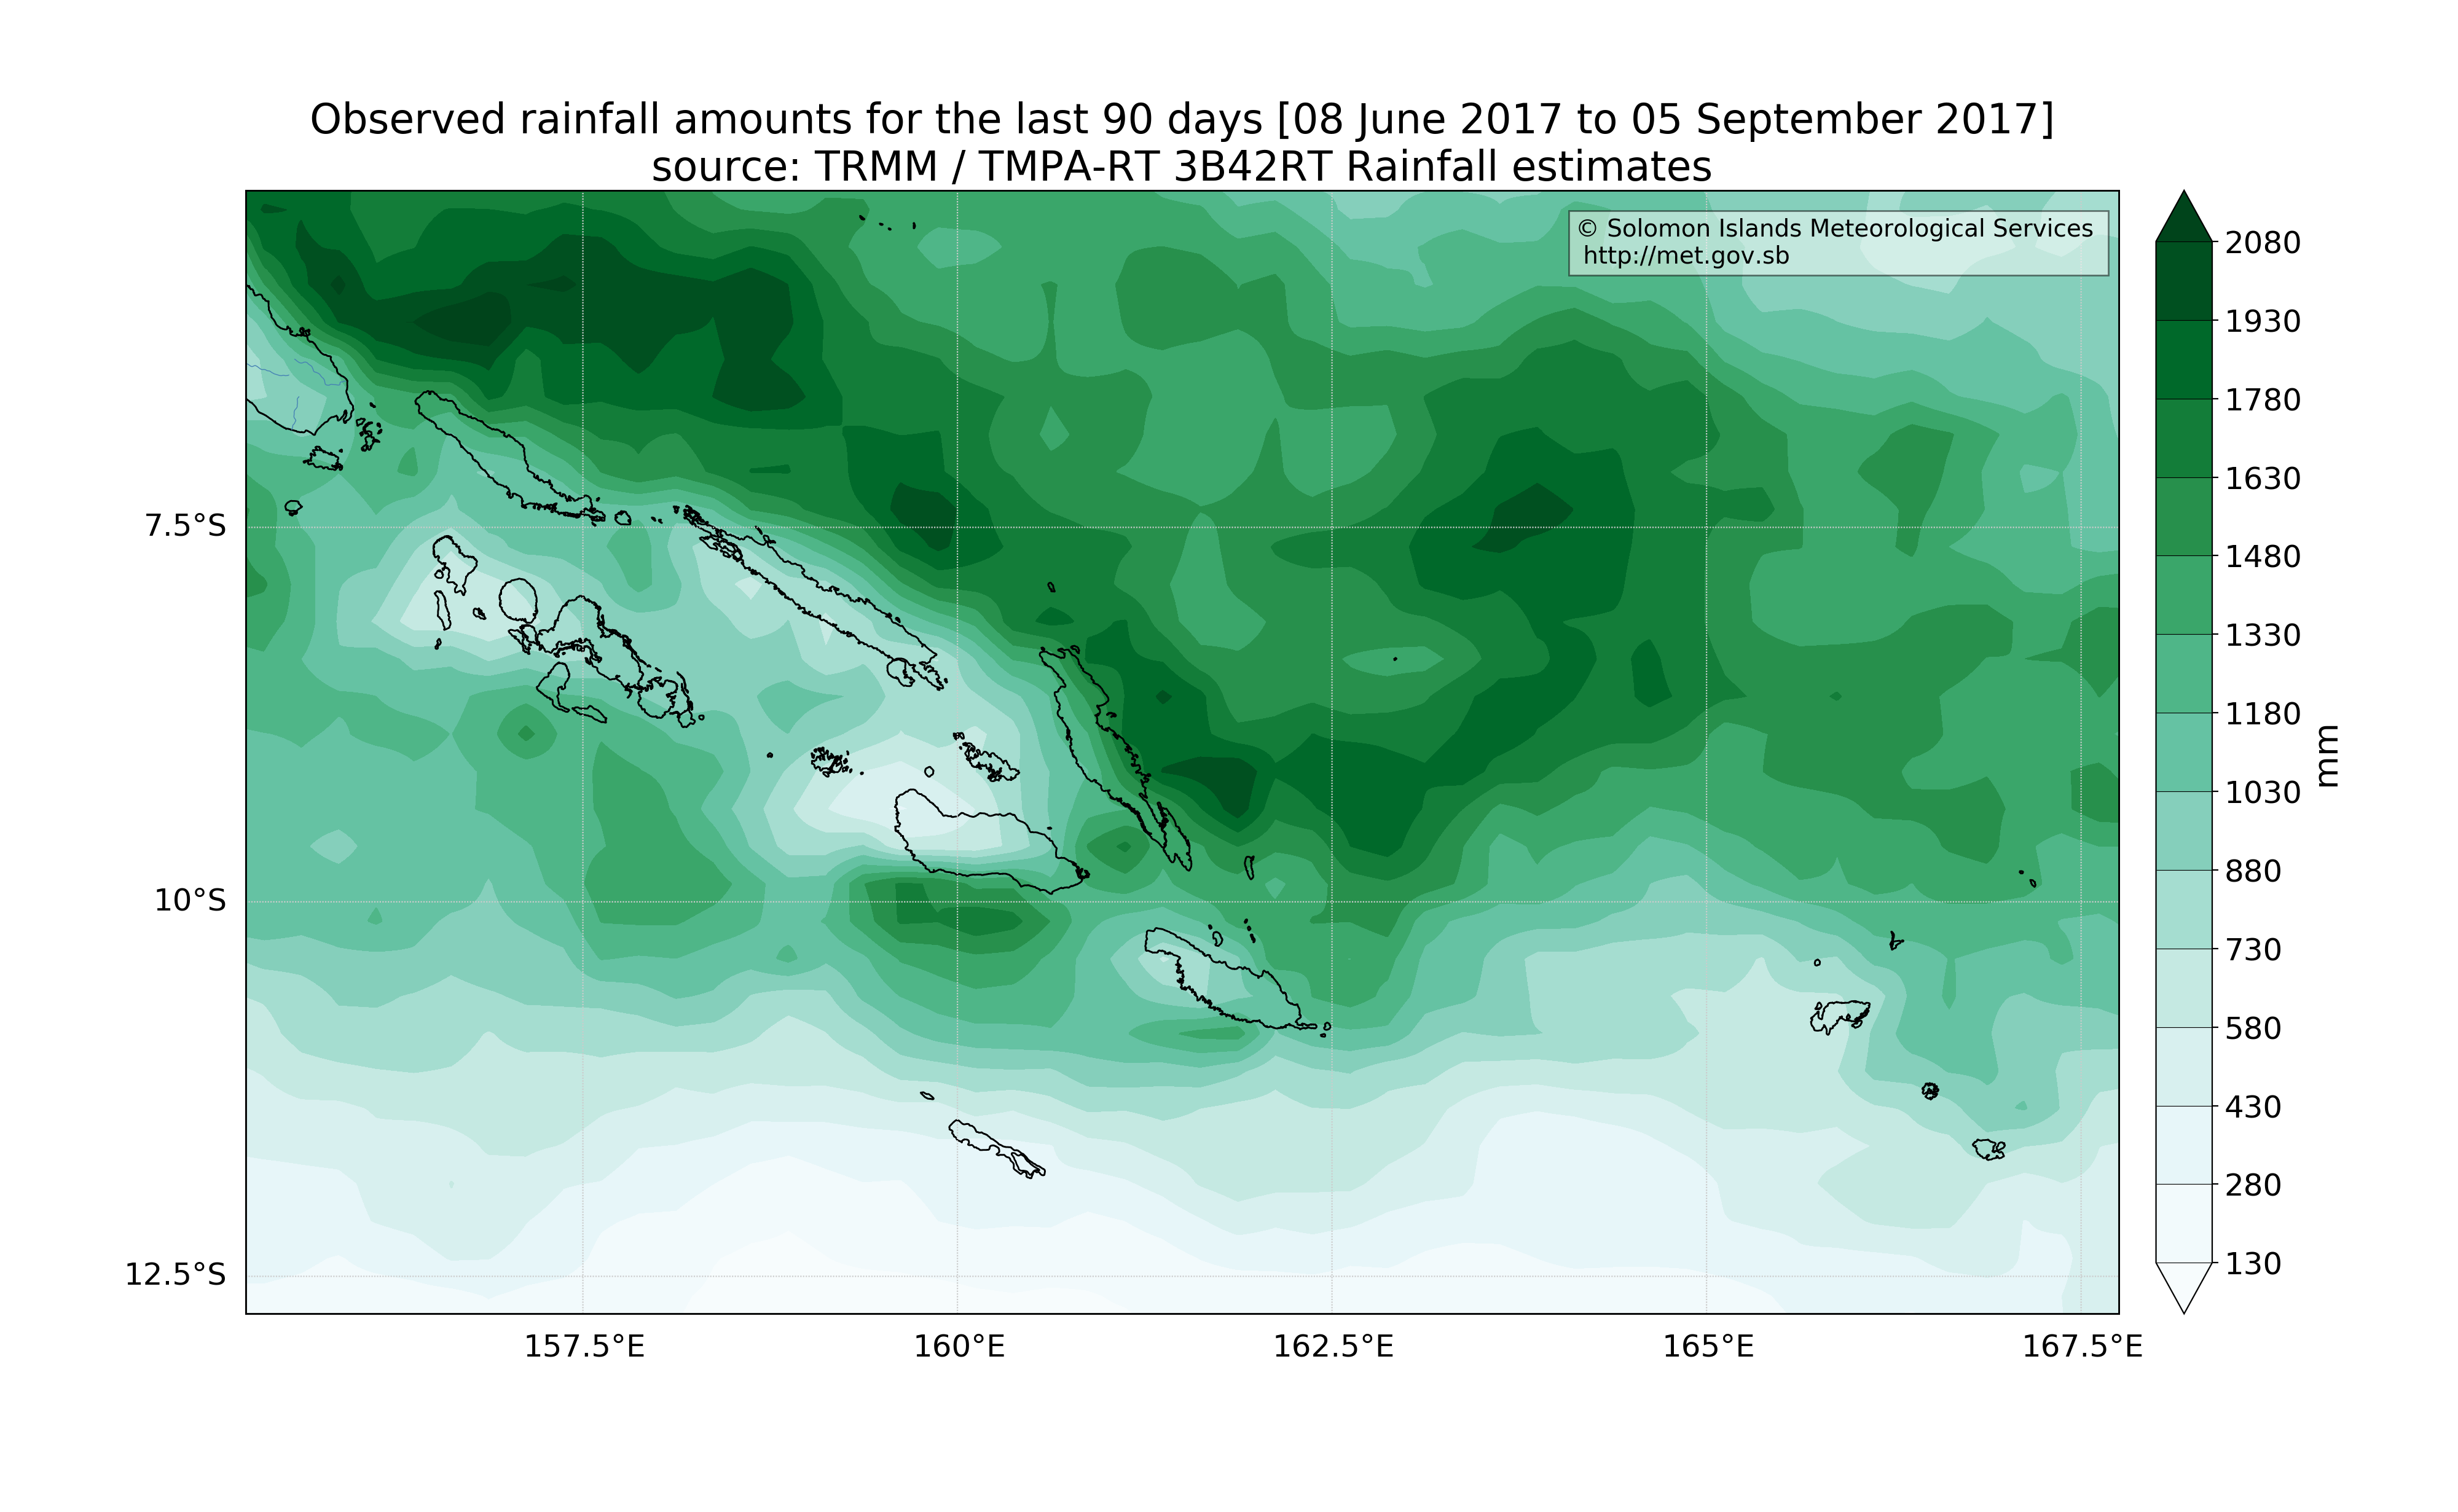 Observed rainfall amounts for the last 90 days [08 June 2017 to 05 September 2017]
source: TRMM / TMPA-RT 3B42RT Rainfall estimates
© Solomon Islands Meteorological Services
http://met.gov.sb
7.5°S
10°S
12.5°S
157.5°E
160°E
162.5°E
165°E
167.5°E
2080
1930
1780
1630
1480
1330
1180
1030
880
730
580
430
280
130
mm